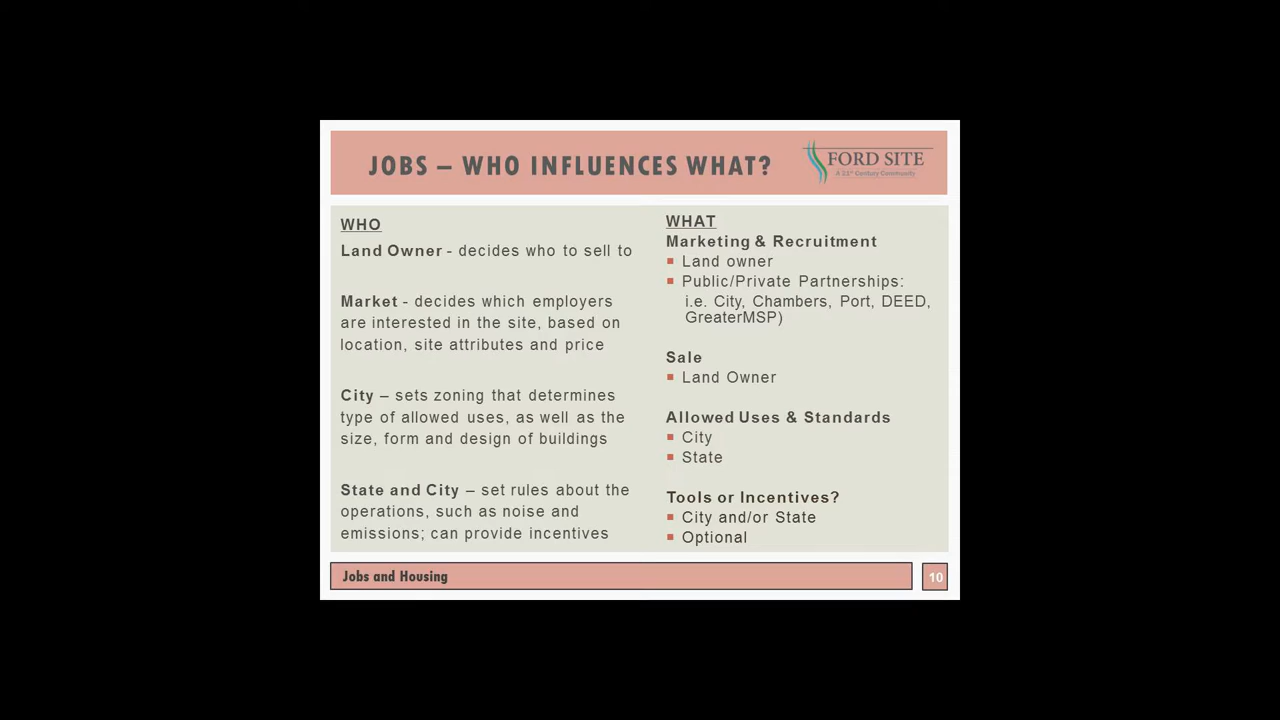 JOBS – WHO INFLUENCES WHAT?
FORD SITE
A 21st Century Community
WHO
Land Owner - decides who to sell to
Market - decides which employers
are interested in the site, based on
location, site attributes and price
City – sets zoning that determines
type of allowed uses, as well as the
size, form and design of buildings
State and City – set rules about the
operations, such as noise and
emissions; can provide incentives
WHAT
Marketing & Recruitment
Land owner
Public/Private Partnerships:
i.e. City, Chambers, Port, DEED,
GreaterMSP)
Sale
Land Owner
Allowed Uses & Standards
City
State
Tools or Incentives?
City and/or State
Optional
Jobs and Housing
10